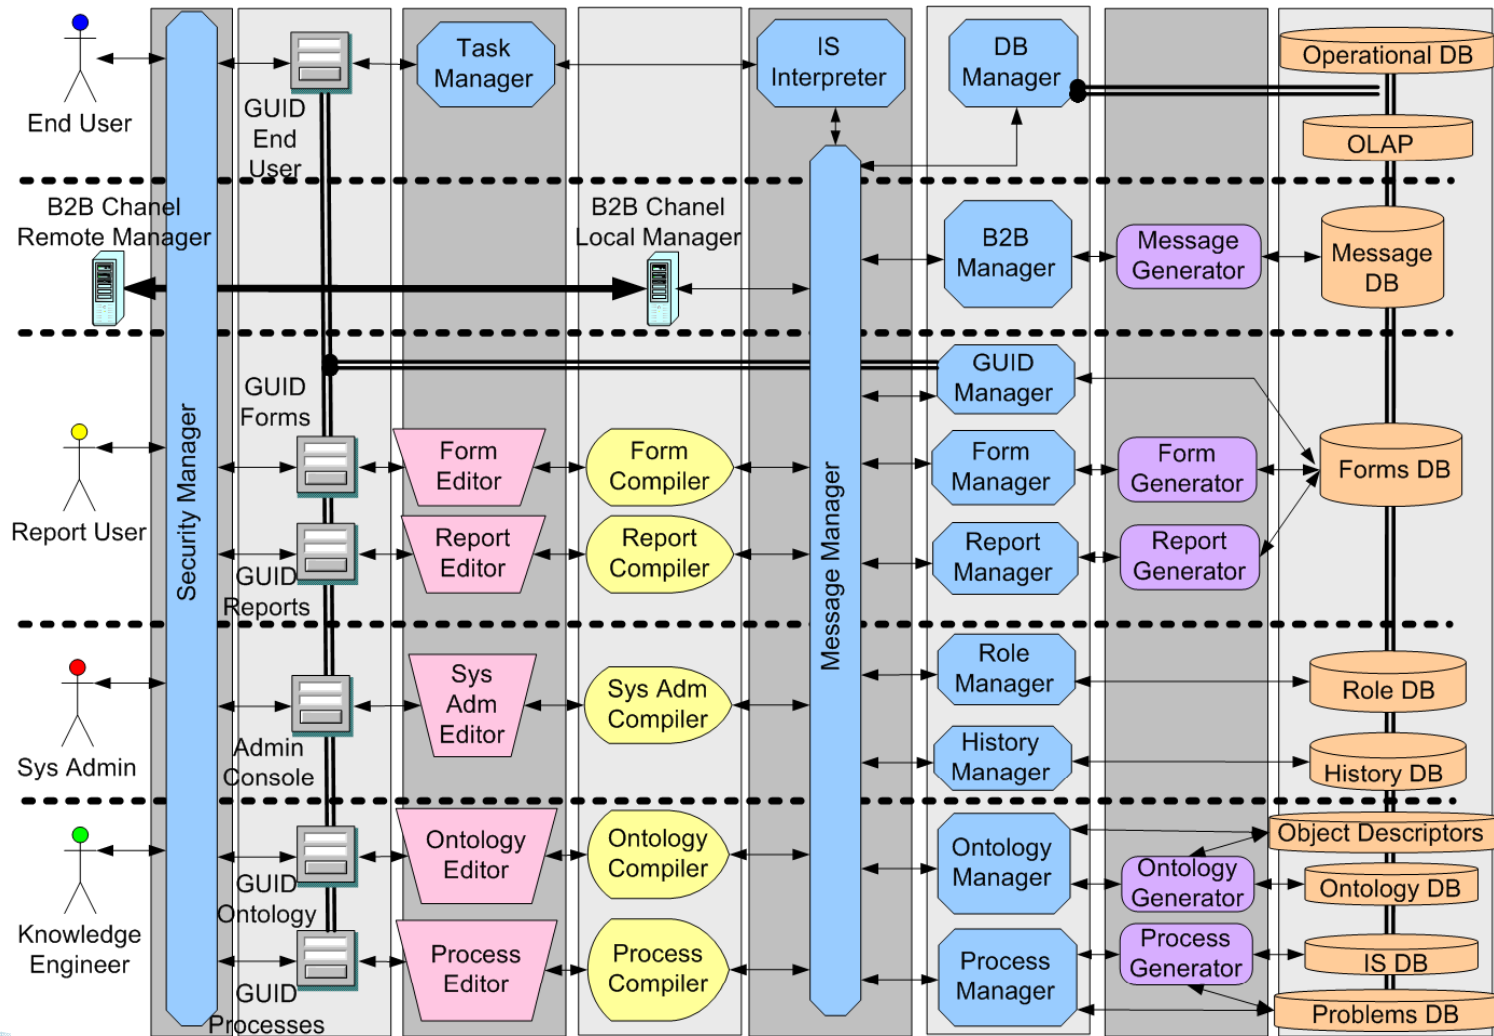 Task
Manager
IS
Interpreter
DB
Manager
Operational DB
End User
GUID
End
User
OLAP
B2B Chanel
Remote Manager
B2B Chanel
Local Manager
B2B
Manager
Message
Generator
Message
DB
GUID
Forms
GUID
Manager
Security Manager
Message Manager
Report User
Form
Editor
Form
Compiler
Form
Manager
Form
Generator
Forms DB
GUID
Reports
Report
Editor
Report
Compiler
Report
Manager
Report
Generator
Sys Admin
Admin
Console
Sys
Adm
Editor
Sys Adm
Compiler
Role
Manager
Role DB
History
Manager
History DB
Knowledge
Engineer
GUID
Ontology
Ontology
Editor
Ontology
Compiler
Ontology
Manager
Object Descriptors
Ontology
Generator
Ontology DB
GUID
Processes
Process
Editor
Process
Compiler
Process
Manager
Process
Generator
IS DB
Problems DB